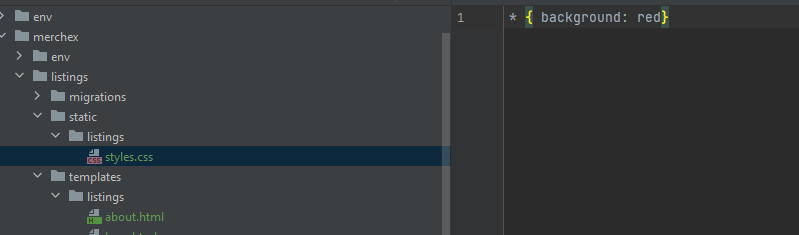 env
merchex
env
listings
migrations
static
listings
styles.css
templates
listings
about.html
1 * { background: red}